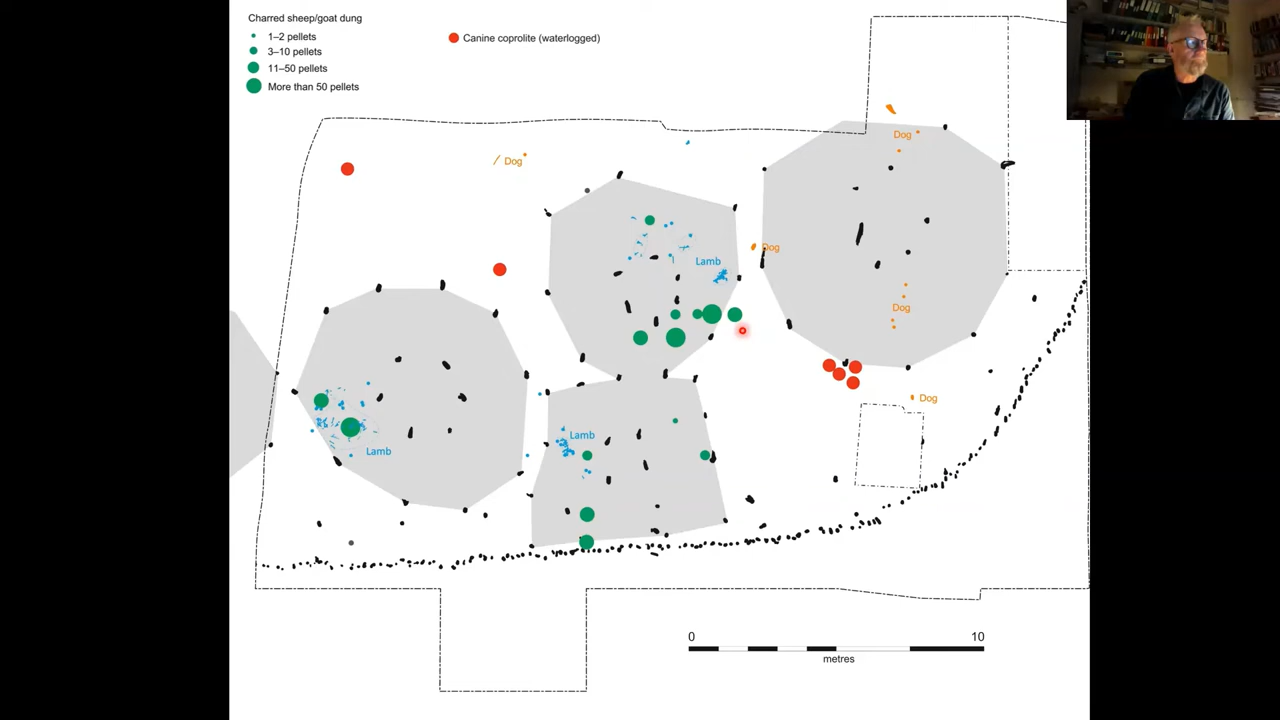 Charred sheep/goat dung
1–2 pellets
3–10 pellets
11–50 pellets
More than 50 pellets
Canine coprolite (waterlogged)
Dog
Dog
Dog
Lamb
Dog
Dog
Lamb
Lamb
0 10
metres